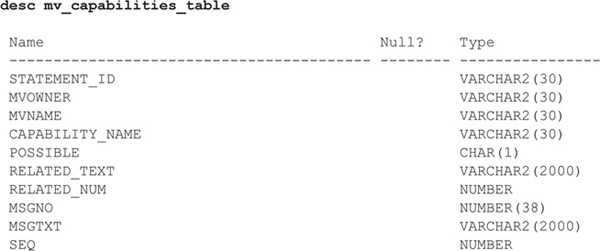 desc mv_capabilities_table
Name Null? Type
---------------------------------------- -------- ----------------
STATEMENT_ID VARCHAR2(30)
MVOWNER VARCHAR2(30)
MVNAME VARCHAR2(30)
CAPABILITY_NAME VARCHAR2(30)
POSSIBLE CHAR(1)
RELATED_TEXT VARCHAR2(2000)
RELATED_NUM NUMBER
MSGNO NUMBER(38)
MSGTXT VARCHAR2(2000)
SEQ NUMBER